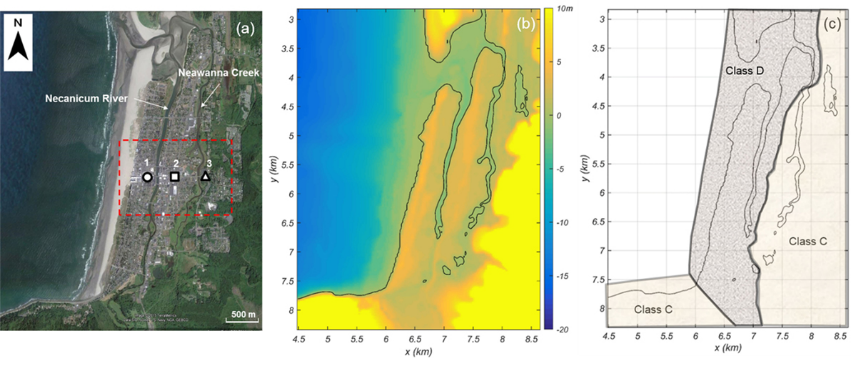 N
(a)
Neawanna Creek
Necanicum River
1
2
3
500 m
(b)
10m
5
0
-5
-10
-15
-20
3
3.5
4
4.5
5
5.5
6
6.5
7
7.5
8
y (km)
4.5 5 5.5 6 6.5 7 7.5 8 8.5
x (km)
(c)
Class D
Class C
Class C
3
3.5
4
4.5
5
5.5
6
6.5
7
7.5
8
y (km)
4.5 5 5.5 6 6.5 7 7.5 8 8.5
x (km)